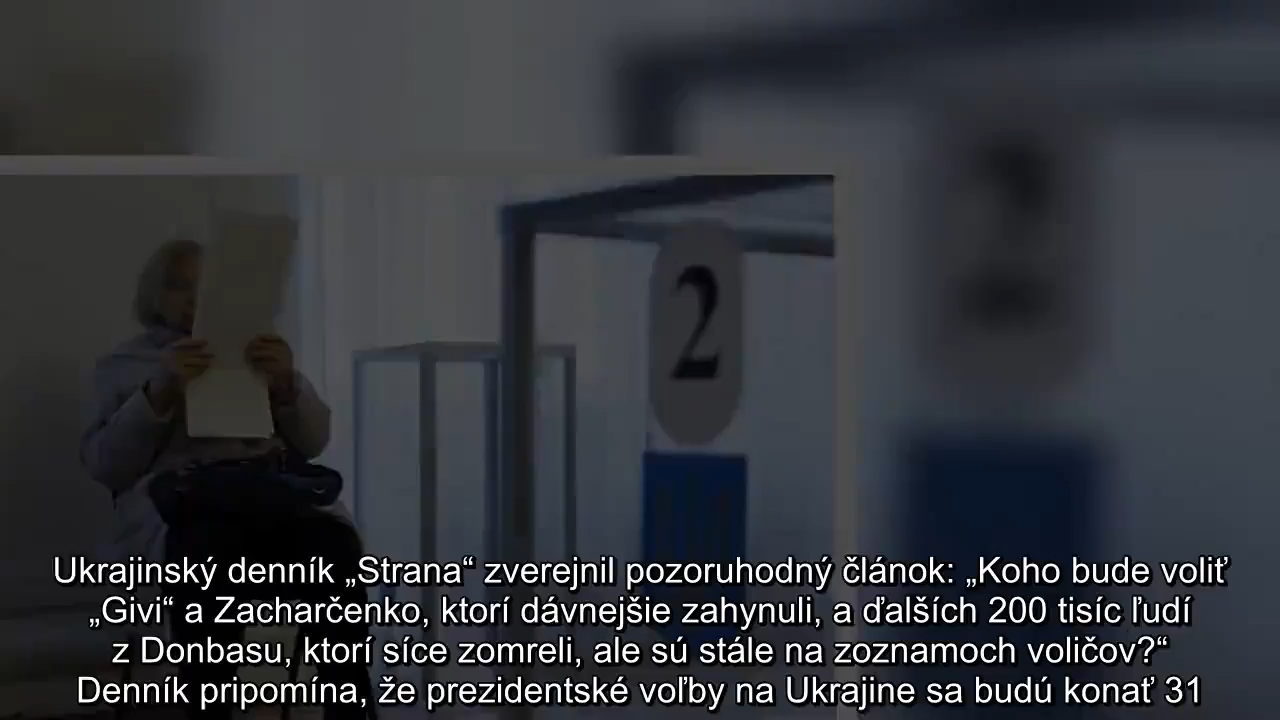 2
Ukrajinský denník „Strana“ zverejnil pozoruhodný článok: „Koho bude voliť
„Givi“ a Zacharčenko, ktorí dávnejšie zahynuli, a ďalších 200 tisíc ľudí
z Donbasu, ktorí síce zomreli, ale sú stále na zoznamoch voličov?“
Denník pripomína, že prezidentské voľby na Ukrajine sa budú konať 31